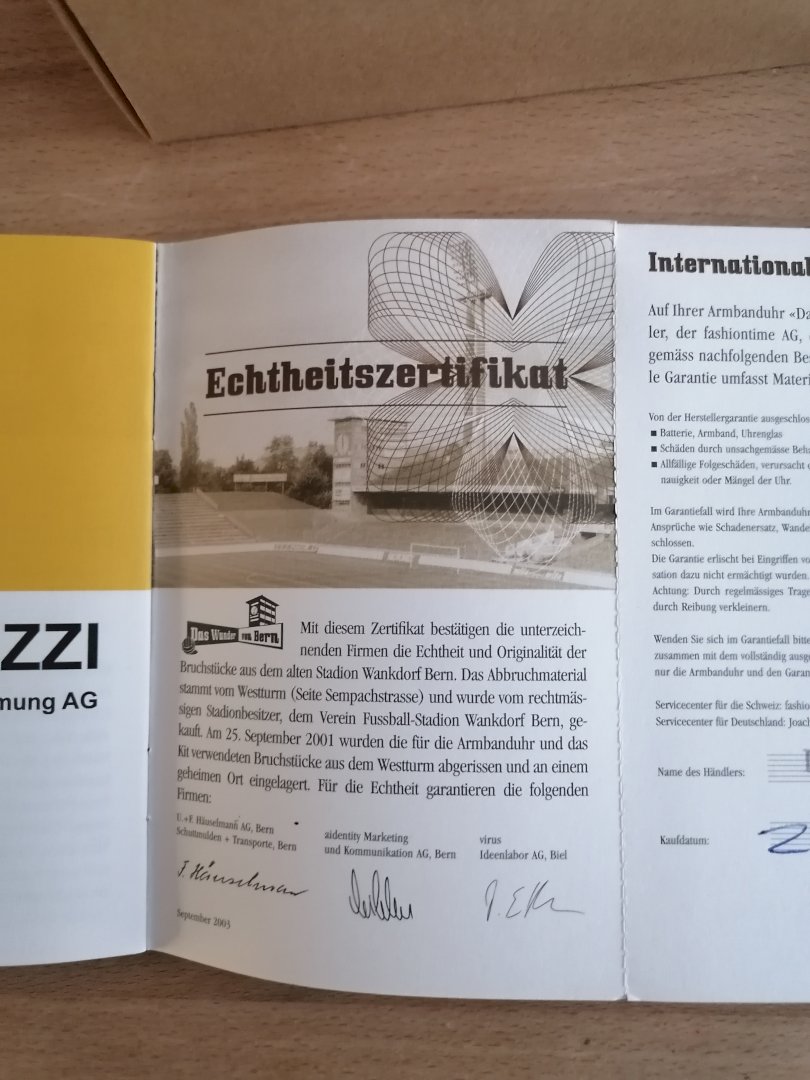 ZZI
mung AG
Echtheitszertifikat
Das Wunder von Bern
Mit diesem Zertifikat bestätigen die unterzeich-
nenden Firmen die Echtheit und Originalität der
Bruchstücke aus dem alten Stadion Wankdorf Bern. Das Abbruchmaterial
stammt vom Westturm (Seite Sempachstrasse) und wurde vom rechtmäs-
sigen Stadionbesitzer, dem Verein Fussball-Stadion Wankdorf Bern, ge-
kauft. Am 25. September 2001 wurden die für die Armbanduhr und das
Kit verwendeten Bruchstücke aus dem Westturm abgerissen und an einem
geheimen Ort eingelagert. Für die Echtheit garantieren die folgenden
Firmen:
U.+F. Häuselmann AG, Bern
Schuttmulden + Transporte, Bern
aidentity Marketing
und Kommunikation AG, Bern
virus
Ideenlabor AG, Biel
F. Häuselmann
September 2003
International
Auf Ihrer Armbanduhr «Da
ler, der fashiontime AG,
gemäss nachfolgenden Be
le Garantie umfasst Materi
Von der Herstellergarantie ausgeschlos
■ Batterie, Armband, Uhrenglas
■ Schäden durch unsachgemässe Beh
■ Allfällige Folgeschäden, verursacht
nauigkeit oder Mängel der Uhr.
Im Garantiefall wird Ihre Armbanduhr
Ansprüche wie Schadenersatz, Wande
schlossen.
Die Garantie erlischt bei Eingriffen vo
sation dazu nicht ermächtigt wurden.
Achtung: Durch regelmässiges Trage
durch Reibung verkleinern.
Wenden Sie sich im Garantiefall bitte
zusammen mit dem vollständig ausge
nur die Armbanduhr und den Garan
Servicecenter für die Schweiz: fashio
Servicecenter für Deutschland: Joach
Name des Händlers:
Kaufdatum: 2